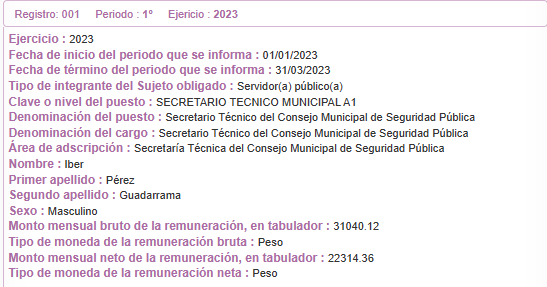 Registro: 001 Periodo : 1º Ejericio : 2023
Ejercicio : 2023
Fecha de inicio del periodo que se informa : 01/01/2023
Fecha de término del periodo que se informa : 31/03/2023
Tipo de integrante del Sujeto obligado : Servidor(a) público(a)
Clave o nivel del puesto : SECRETARIO TECNICO MUNICIPAL A1
Denominación del puesto : Secretario Técnico del Consejo Municipal de Seguridad Pública
Denominación del cargo : Secretario Técnico del Consejo Municipal de Seguridad Pública
Área de adscripción : Secretaría Técnica del Consejo Municipal de Seguridad Pública
Nombre : Iber
Primer apellido : Pérez
Segundo apellido : Guadarrama
Sexo : Masculino
Monto mensual bruto de la remuneración, en tabulador : 31040.12
Tipo de moneda de la remuneración bruta : Peso
Monto mensual neto de la remuneración, en tabulador : 22314.36
Tipo de moneda de la remuneración neta : Peso